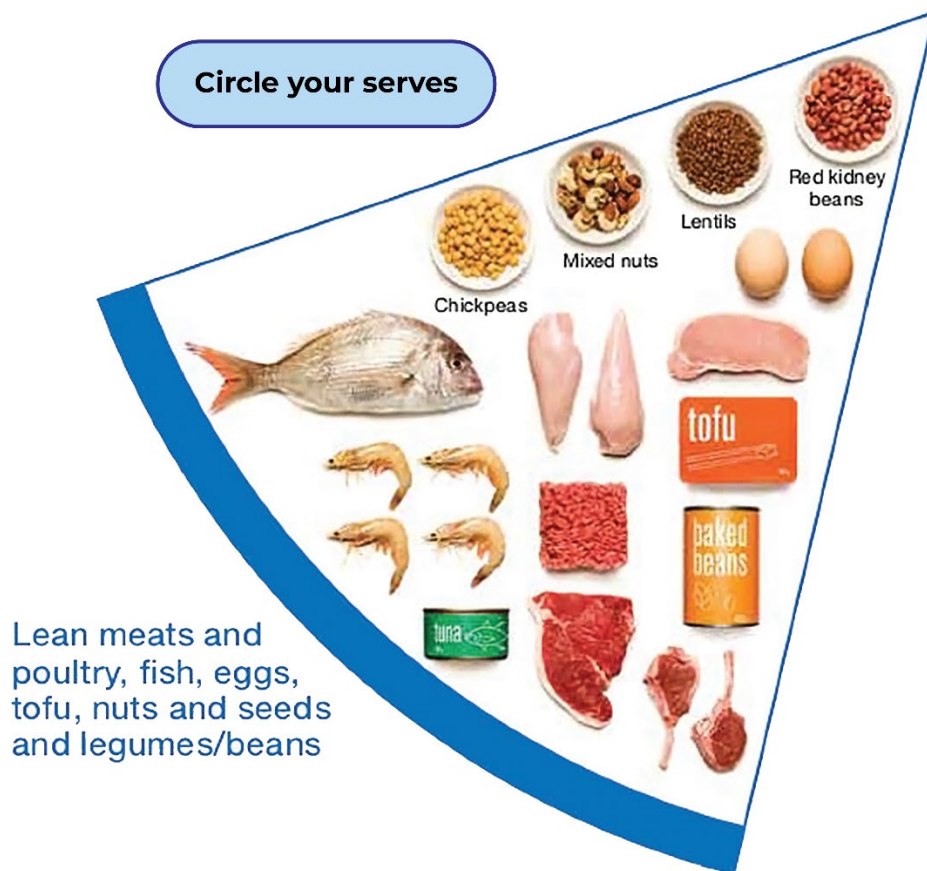 Circle your serves
Red kidney
beans
Lentils
Mixed nuts
Chickpeas
tofu
baked
beans
tuna
Lean meats and
poultry, fish, eggs,
tofu, nuts and seeds
and legumes/beans